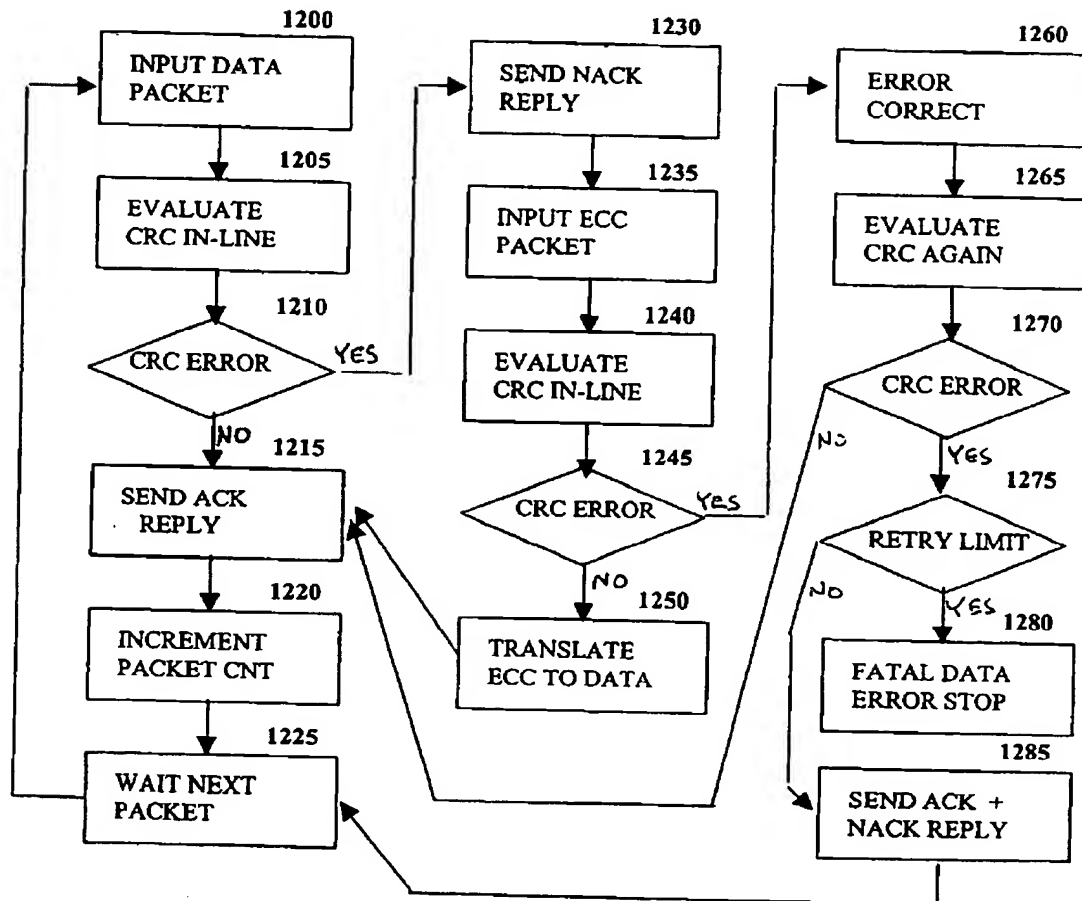 1200
INPUT DATA
PACKET
1205
EVALUATE
CRC IN-LINE
1210
CRC ERROR
YES
NO
1215
SEND ACK
REPLY
1220
INCREMENT
PACKET CNT
1225
WAIT NEXT
PACKET
1230
SEND NACK
REPLY
1235
INPUT ECC
PACKET
1240
EVALUATE
CRC IN-LINE
1245
CRC ERROR
YES
NO
1250
TRANSLATE
ECC TO DATA
1260
ERROR
CORRECT
1265
EVALUATE
CRC AGAIN
1270
CRC ERROR
NO
YES
1275
RETRY LIMIT
NO
YES
1280
FATAL DATA
ERROR STOP
1285
SEND ACK +
NACK REPLY